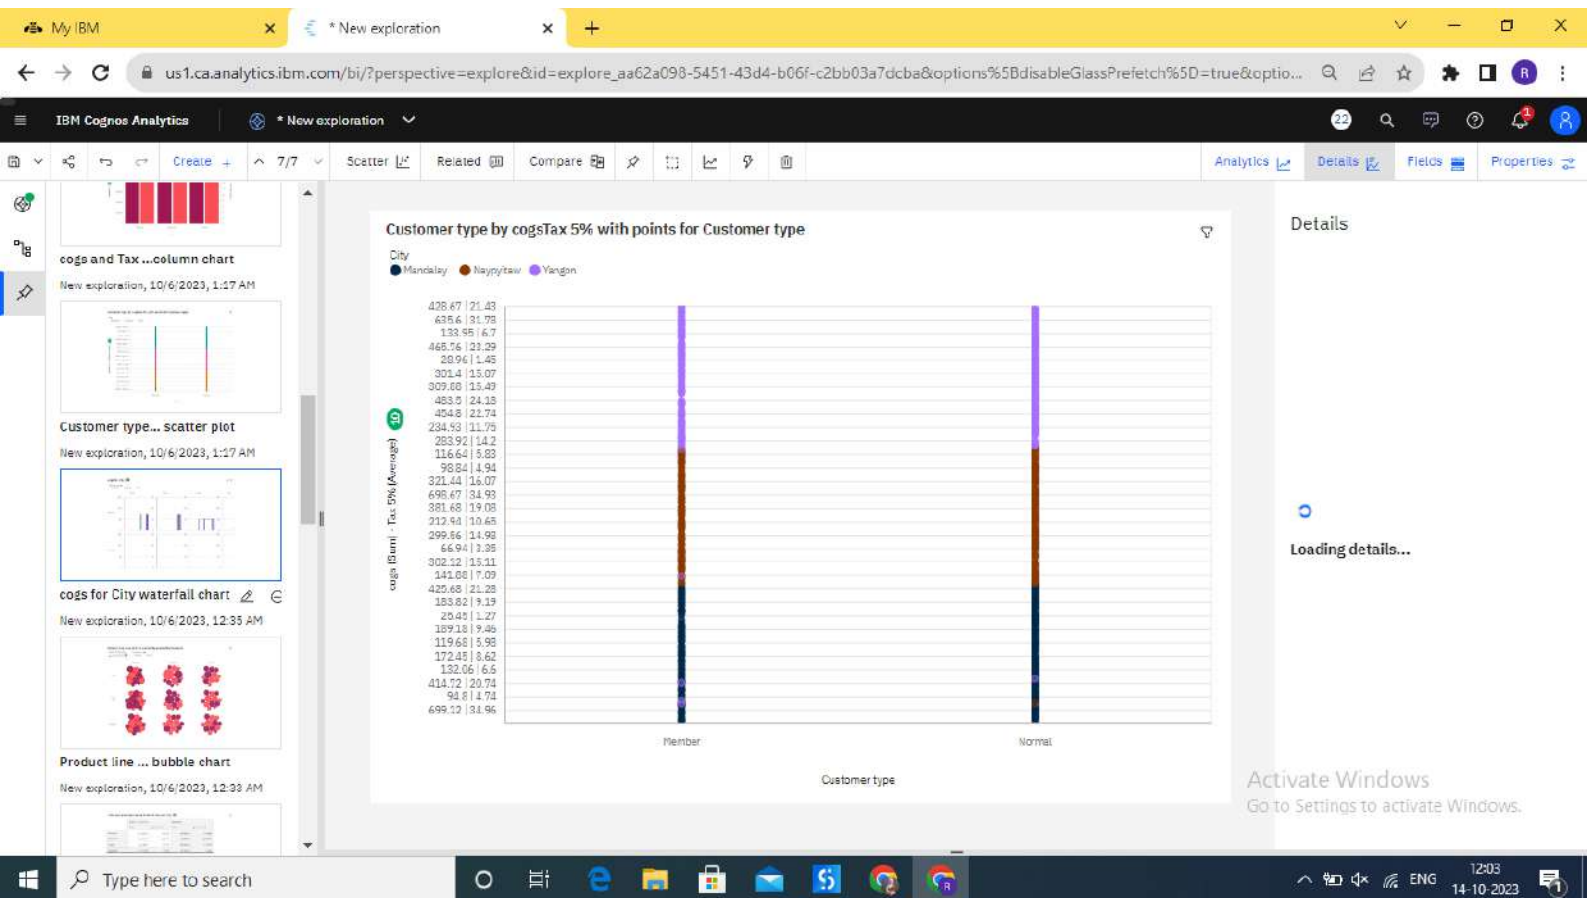 My IBM
* New exploration
us1.ca.analytics.ibm.com/bi/?perspective=explore&id=explore_aa62a098-5451-43d4-b06f-c2bb03a7dcba&options%5BdisableGlassPrefetch%5D=true&optio...
R
IBM Cognos Analytics
* New exploration
22
1
Create +
7/7
Scatter
Related
Compare
Analytics
Details
Fields
Properties
cogs and Tax ...column chart
New exploration, 10/6/2023, 1:17 AM
Customer type... scatter plot
New exploration, 10/6/2023, 1:17 AM
cogs for City waterfall chart
New exploration, 10/6/2023, 12:35 AM
Product line ... bubble chart
New exploration, 10/6/2023, 12:33 AM
Customer type by cogsTax 5% with points for Customer type
City
Mandalay Naypyitaw Yangon
428.67 | 21.43
635.6 | 31.78
133.95 | 6.7
465.76 | 23.29
28.96 | 1.45
301.4 | 15.07
309.88 | 15.49
483.5 | 24.18
454.8 | 22.74
234.93 | 11.75
283.92 | 14.2
116.64 | 5.83
98.84 | 4.94
321.44 | 16.07
698.67 | 34.93
381.68 | 19.08
212.94 | 10.65
299.56 | 14.98
66.94 | 3.35
302.12 | 15.11
141.88 | 7.09
425.68 | 21.28
183.82 | 9.19
25.45 | 1.27
189.18 | 9.46
119.68 | 5.98
172.45 | 8.62
132.06 | 6.6
414.72 | 20.74
94.8 | 4.74
699.12 | 34.96
10
cogs (Sum) - Tax 5% (Average)
Member
Normal
Customer type
Details
Loading details...
Activate Windows
Go to Settings to activate Windows.
Type here to search
ENG
12:03
14-10-2023
1